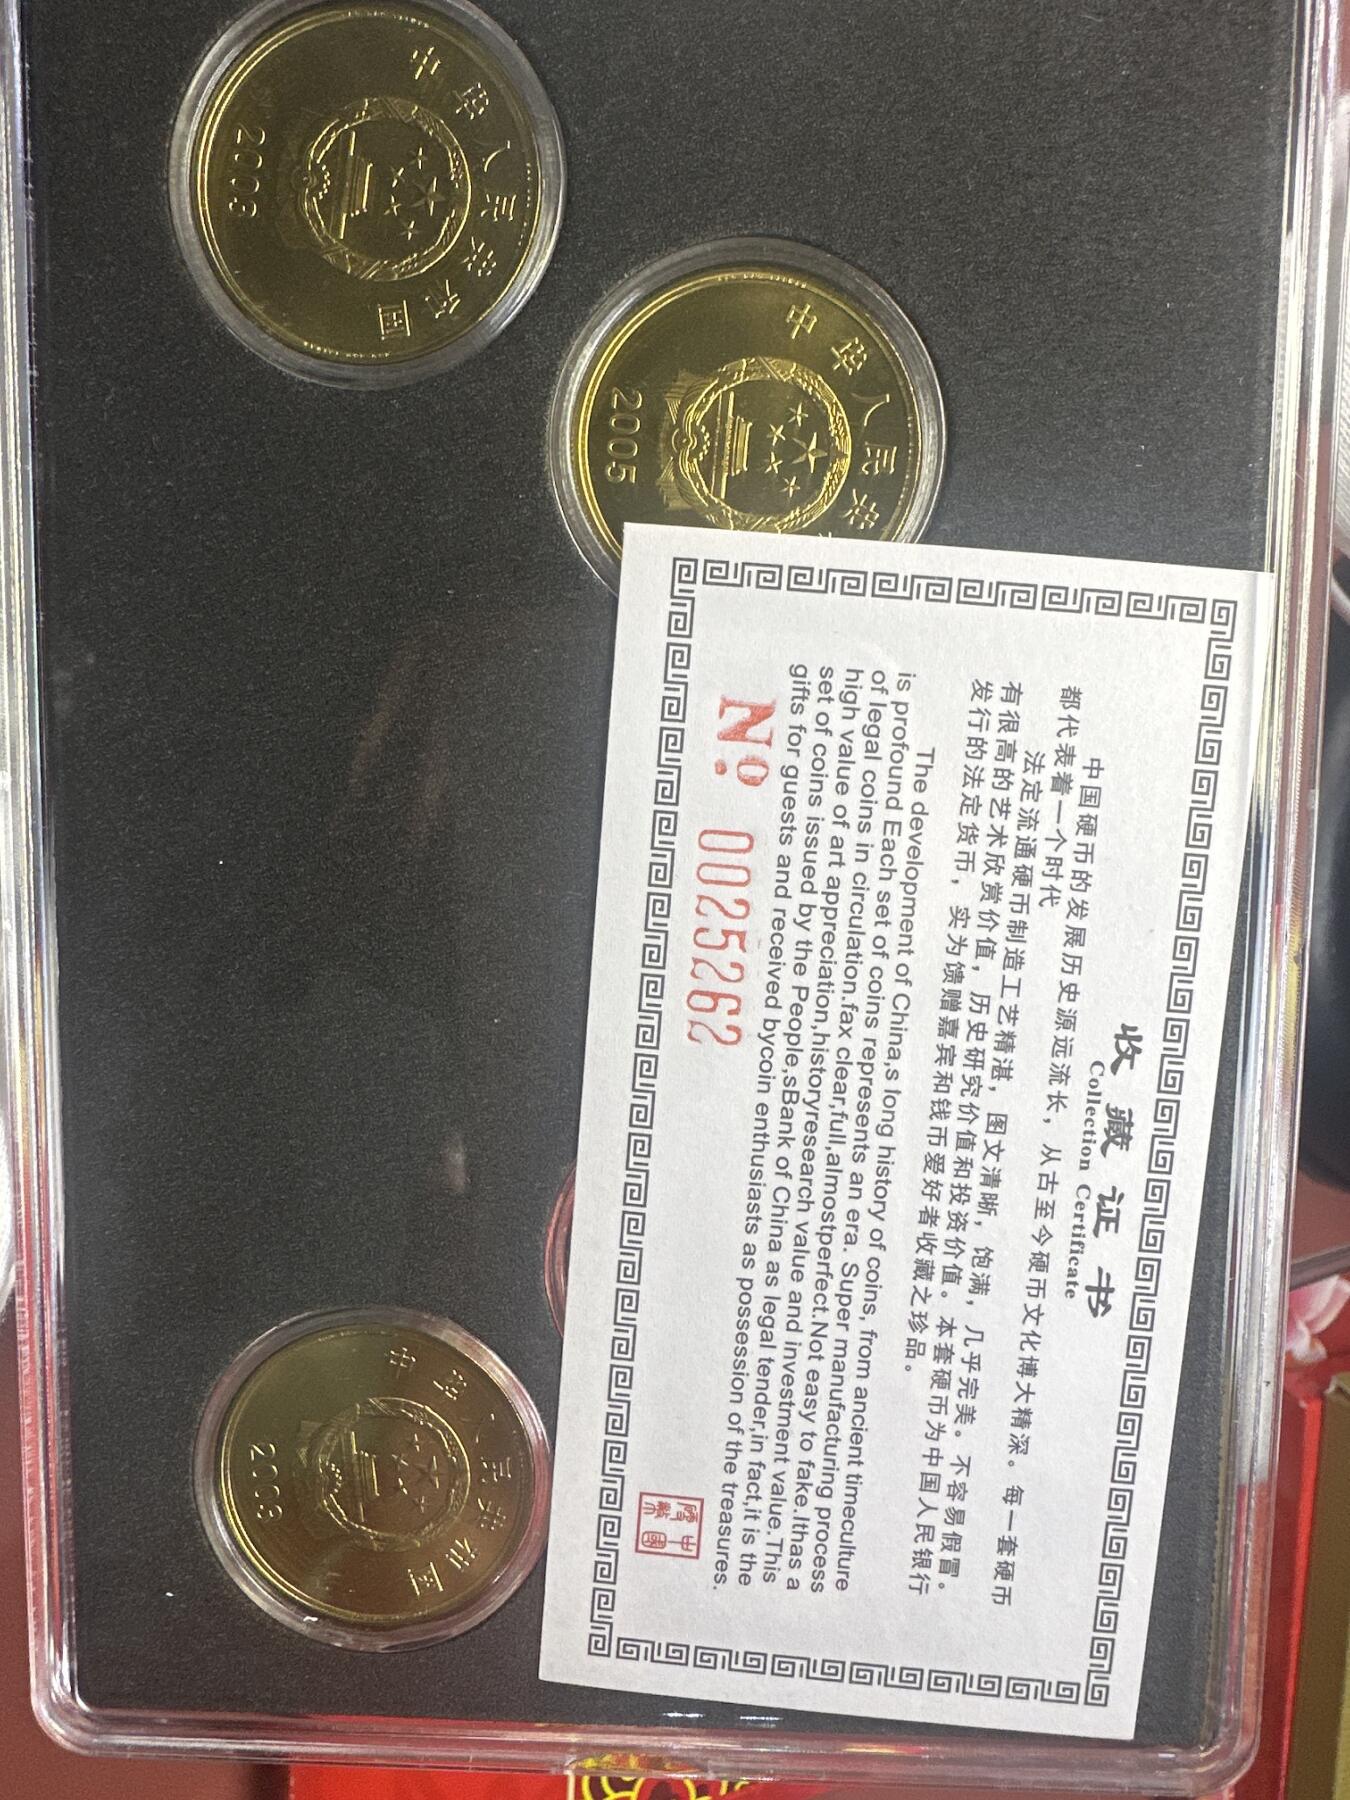 中华人民共和国
2003
中华人民共
2005
收藏证书
Collection Certificate
中国硬币的发展历史源远流长，从古至今硬币文化博大精深。每一套硬币
都代表着一个时代
法定流通硬币制造工艺精湛，图文清晰，饱满，几乎完美。不容易假冒。
有很高的艺术欣赏价值，历史研究价值和投资价值。本套硬币为中国人民银行
发行的法定货币，实为馈赠嘉宾和钱币爱好者收藏之珍品。
The development of China,s long history of coins, from ancient timeculture
is profound Each set of coins represents an era. Super manufacturing process
of legal coins in circulation.fax clear,full,almostperfect.Not easy to fake.Ithas a
high value of art appreciation,historyresearch value and investment value.This
set of coins issued by the People,sBank of China as legal tender,in fact,it is the
gifts for guests and received bycoin enthusiasts as possession of the treasures.
Nº. 0025262
中國
中华人民共和国
2003